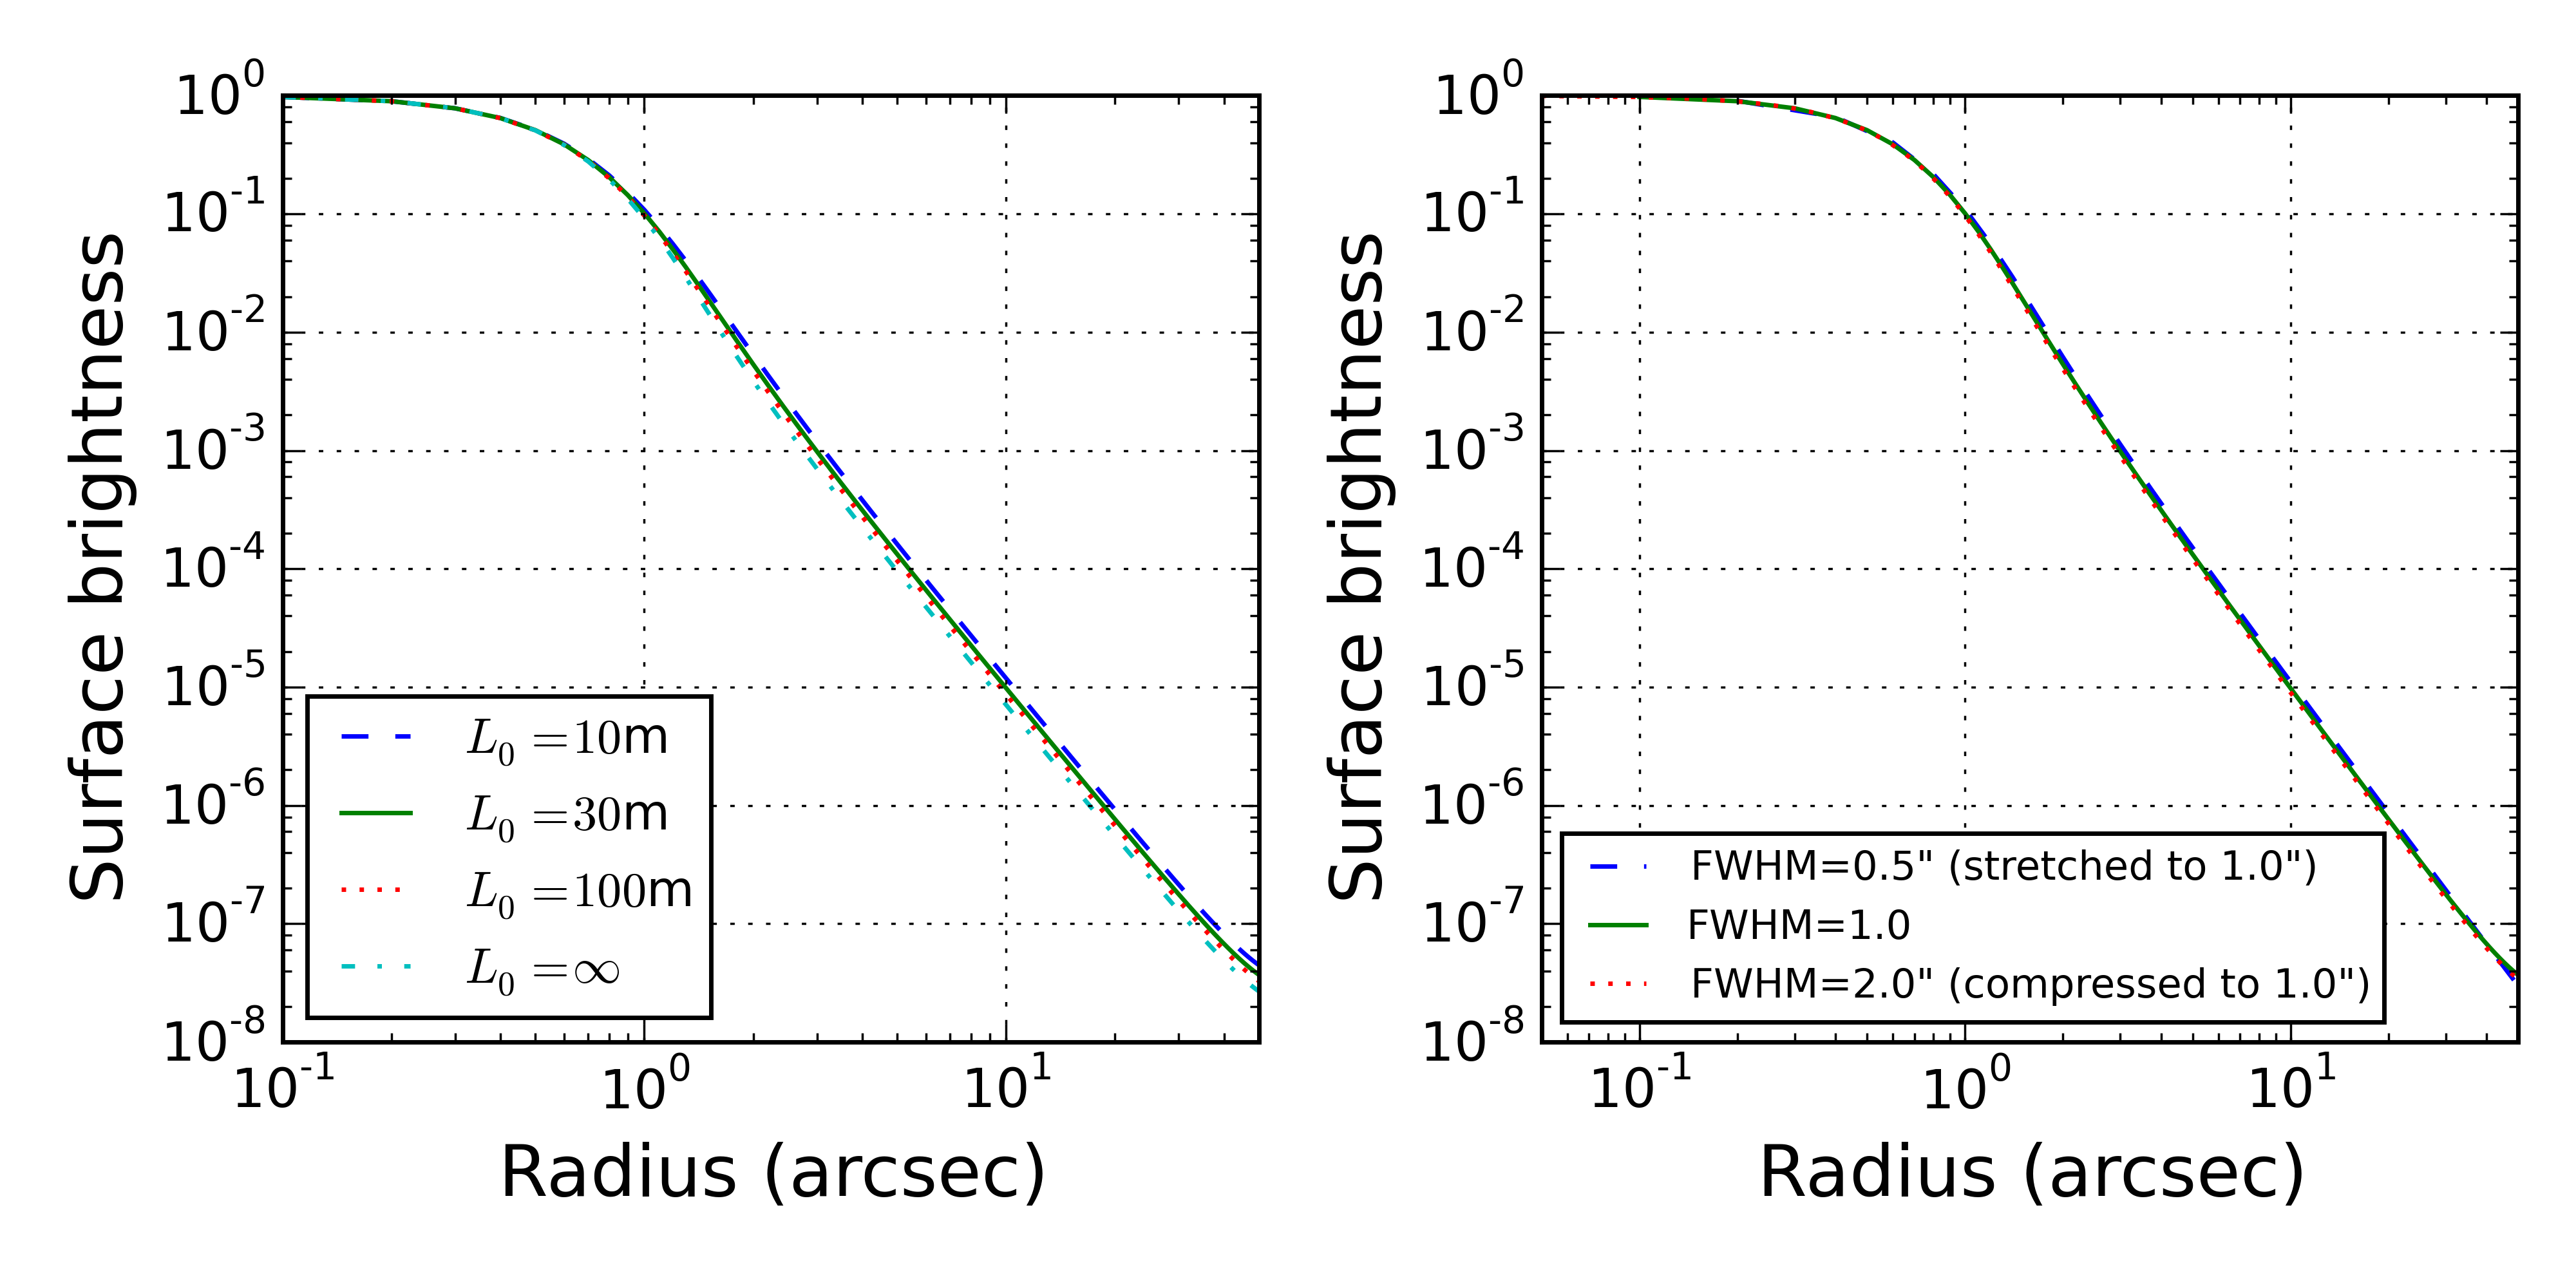 Surface brightness
10^0
10^-1
10^-2
10^-3
10^-4
10^-5
10^-6
10^-7
10^-8
L_0 =10m
L_0 =30m
L_0 =100m
L_0 =∞
10^-1 10^0 10^1
Radius (arcsec)
Surface brightness
10^0
10^-1
10^-2
10^-3
10^-4
10^-5
10^-6
10^-7
10^-8
FWHM=0.5" (stretched to 1.0")
FWHM=1.0
FWHM=2.0" (compressed to 1.0")
10^-1 10^0 10^1
Radius (arcsec)